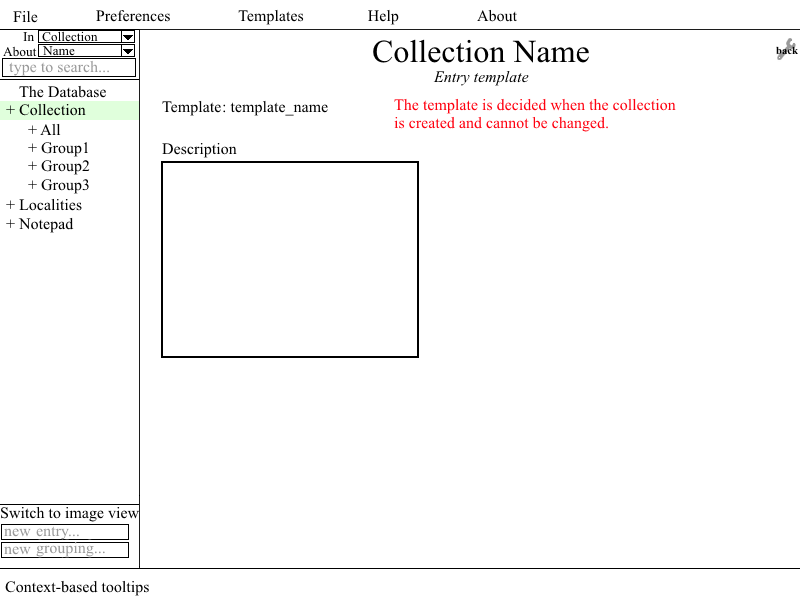 File Preferences Templates Help About
In Collection
About Name
type to search...
The Database
+ Collection
+ All
+ Group1
+ Group2
+ Group3
+ Localities
+ Notepad
Switch to image view
new entry...
new grouping...
Collection Name
back
Entry template
Template: template_name
The template is decided when the collection
is created and cannot be changed.
Description
Context-based tooltips